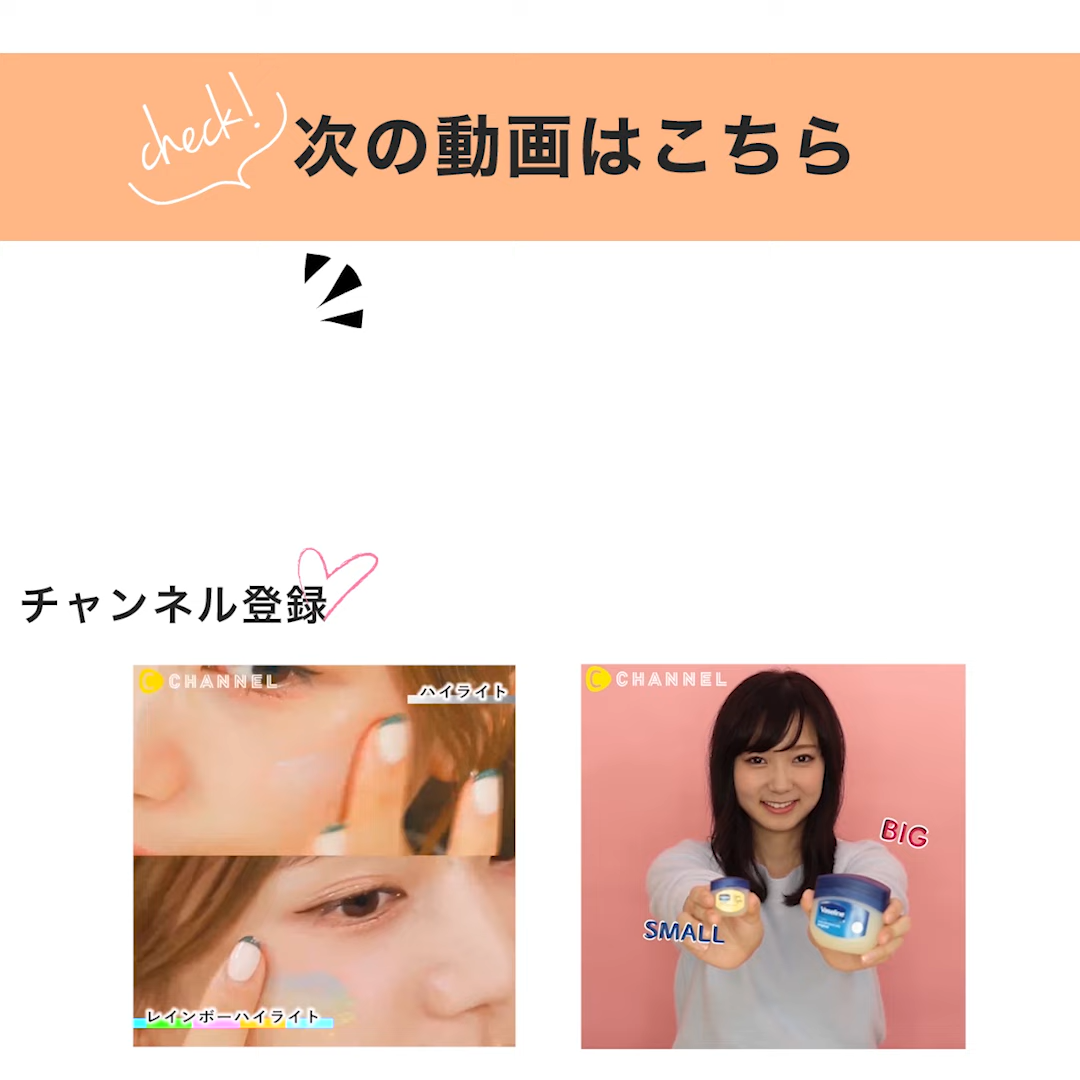 check!
次の動画はこちら
チャンネル登録
C CHANNEL
ハイライト
レインボーハイライト
C CHANNEL
BIG
SMALL
Vaseline